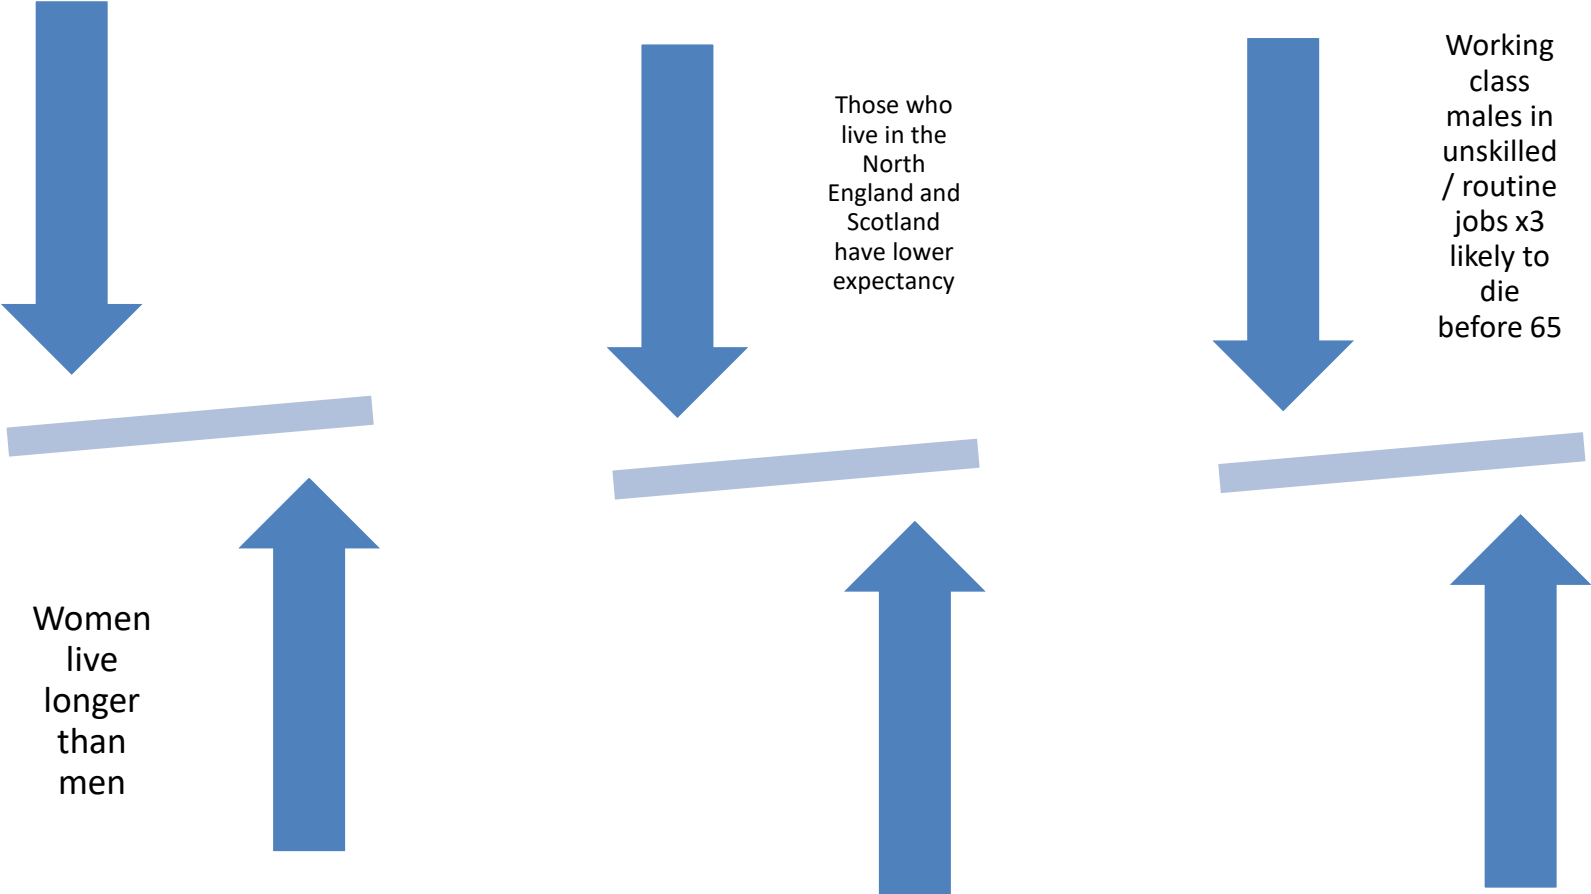 Women
live
longer
than
men
Those who
live in the
North
England and
Scotland
have lower
expectancy
Working
class
males in
unskilled
/ routine
jobs x3
likely to
die
before 65